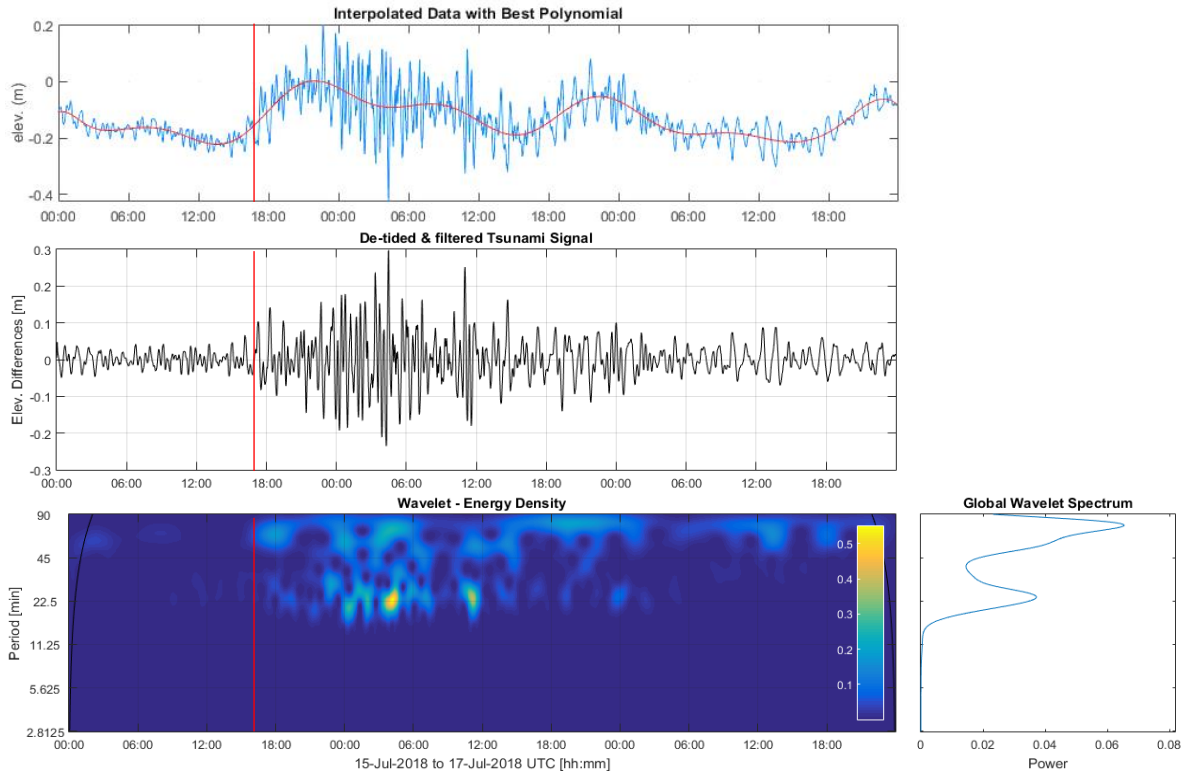 Interpolated Data with Best Polynomial
elev. (m)
0.2
0
-0.2
-0.4
00:00 06:00 12:00 18:00 00:00 06:00 12:00 18:00 00:00 06:00 12:00 18:00
De-tided & filtered Tsunami Signal
Elev. Differences [m]
0.3
0.2
0.1
0
-0.1
-0.2
-0.3
00:00 06:00 12:00 18:00 00:00 06:00 12:00 18:00 00:00 06:00 12:00 18:00
Wavelet - Energy Density
Period [min]
90
45
22.5
11.25
5.625
2.8125
0.5
0.4
0.3
0.2
0.1
00:00 06:00 12:00 18:00 00:00 06:00 12:00 18:00 00:00 06:00 12:00 18:00
15-Jul-2018 to 17-Jul-2018 UTC [hh:mm]
Global Wavelet Spectrum
0 0.02 0.04 0.06 0.08
Power